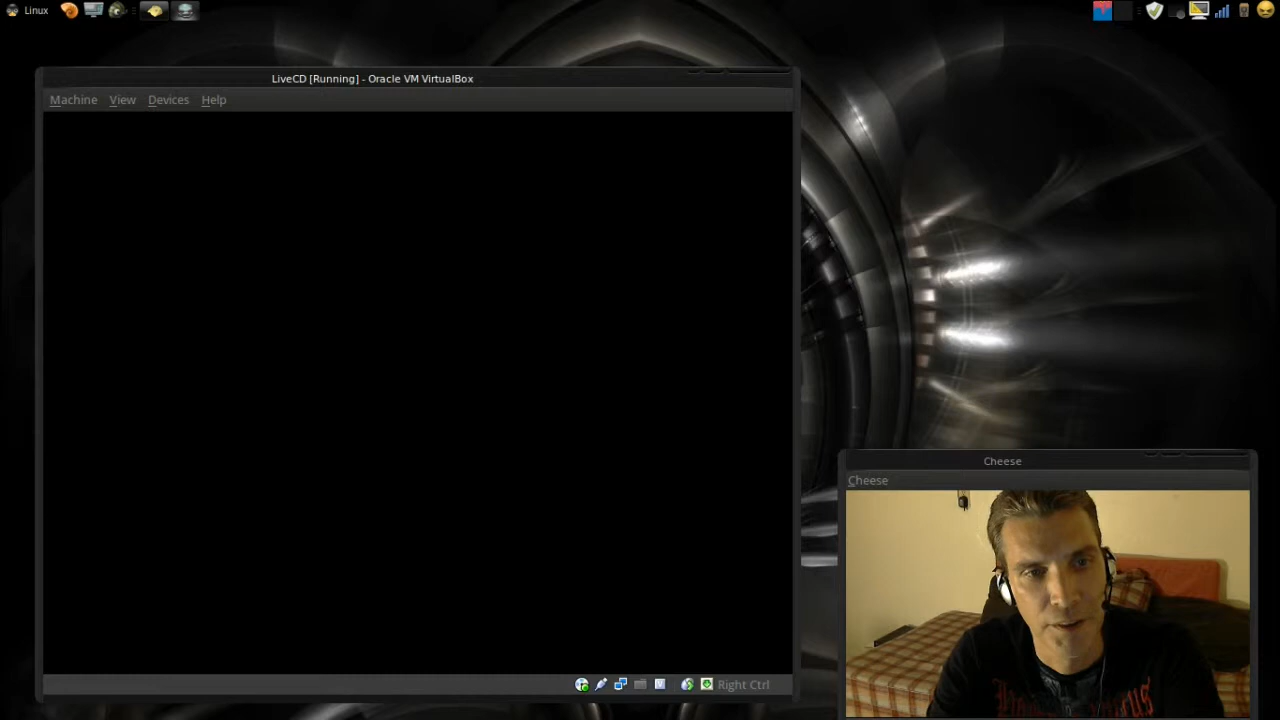 Linux
LiveCD [Running] - Oracle VM VirtualBox
Machine View Devices Help
Cheese
Cheese
V
Right Ctrl